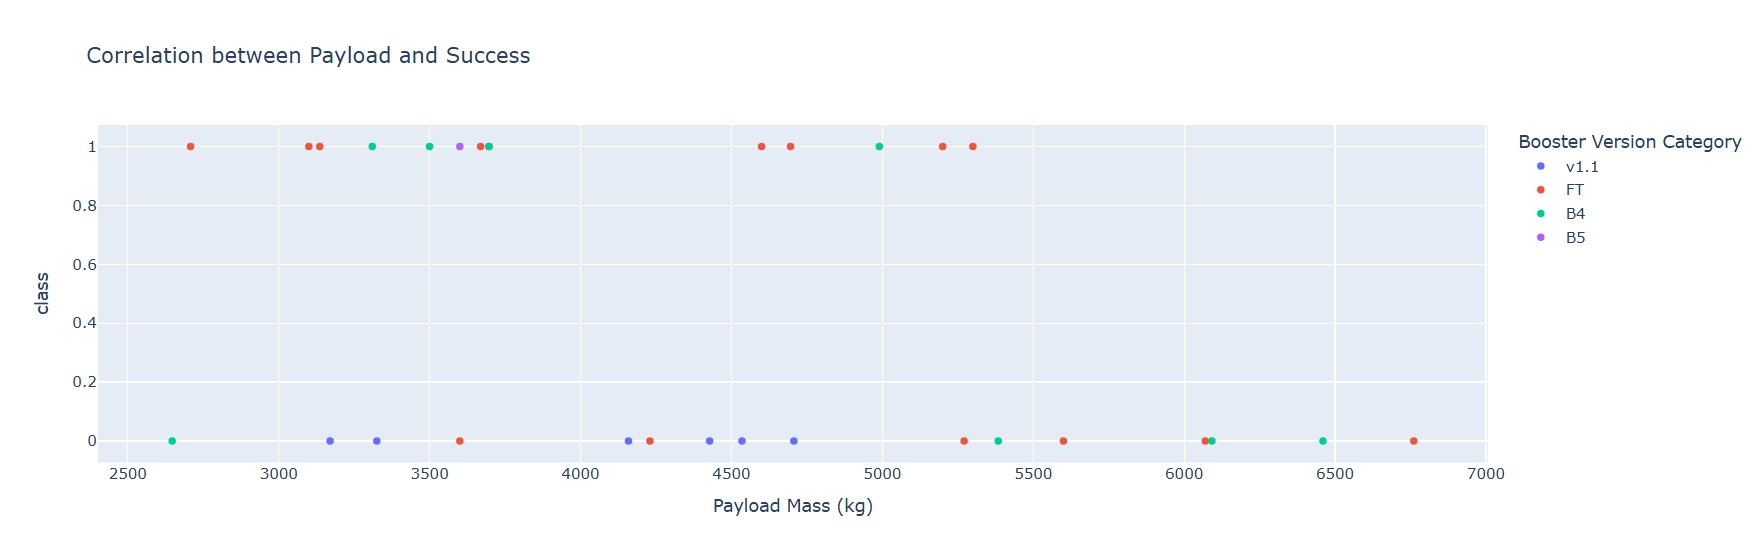 Correlation between Payload and Success
1
0.8
0.6
0.4
0.2
0
class
2500 3000 3500 4000 4500 5000 5500 6000 6500 7000
Payload Mass (kg)
Booster Version Category
v1.1
FT
B4
B5